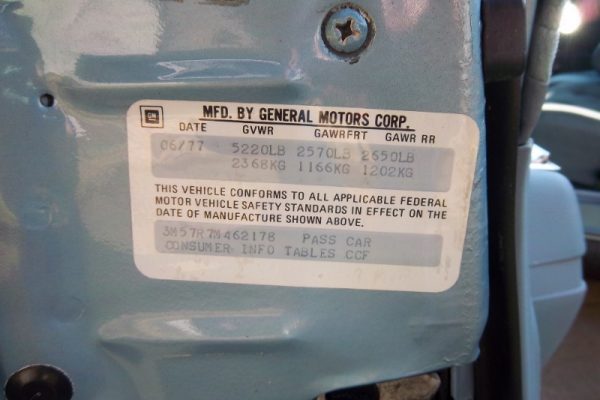 GM MFD. BY GENERAL MOTORS CORP.
DATE GVWR GAWRFRT GAWR RR
06/77 5220LB 2570LB 2650LB
2368KG 1166KG 1202KG
THIS VEHICLE CONFORMS TO ALL APPLICABLE FEDERAL
MOTOR VEHICLE SAFETY STANDARDS IN EFFECT ON THE
DATE OF MANUFACTURE SHOWN ABOVE.
3M57R7M462178 PASS CAR
CONSUMER INFO TABLES CCF